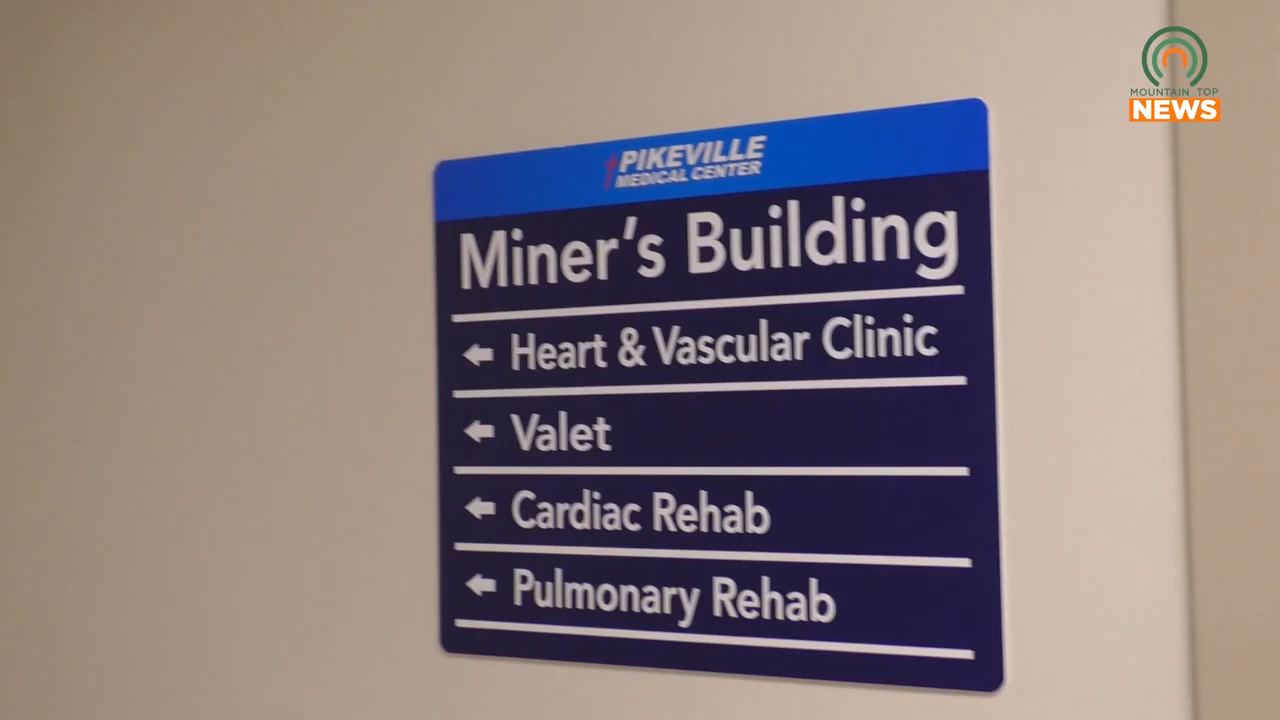 MOUNTAIN TOP
NEWS
PIKEVILLE
MEDICAL CENTER
Miner's Building
Heart & Vascular Clinic
Valet
Cardiac Rehab
Pulmonary Rehab